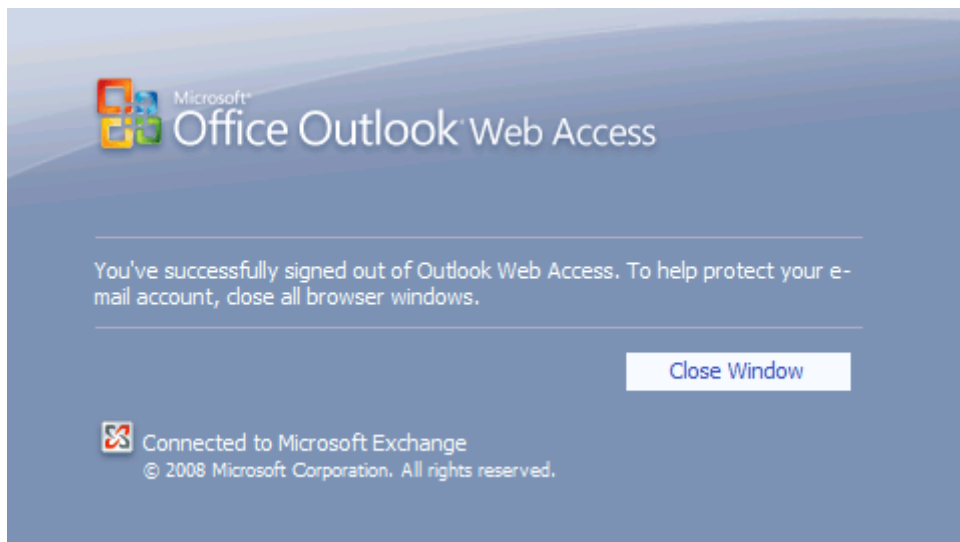 Microsoft®
Office Outlook® Web Access
You've successfully signed out of Outlook Web Access. To help protect your e-
mail account, close all browser windows.
Close Window
Connected to Microsoft Exchange
© 2008 Microsoft Corporation. All rights reserved.